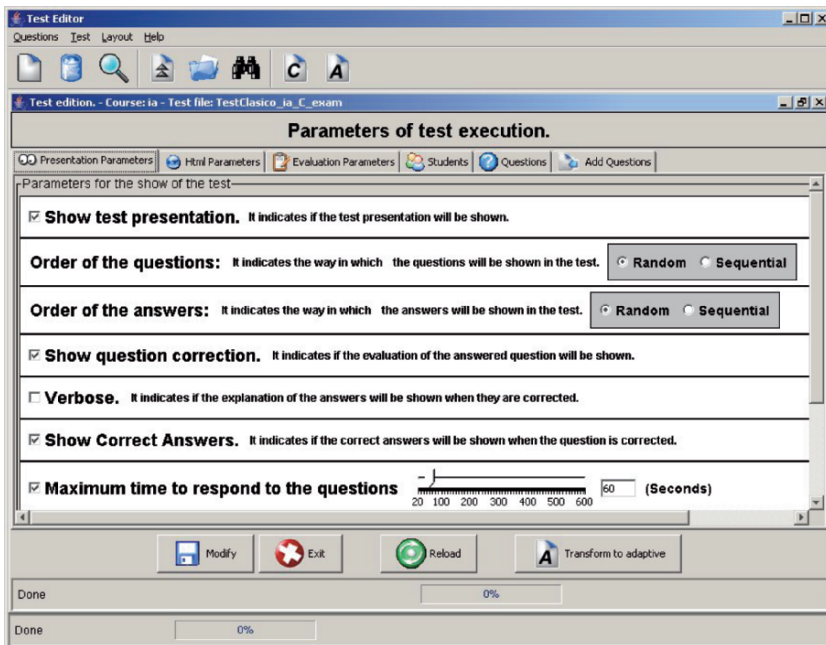 Test Editor
Questions Test Layout Help
C A
Test edition. - Course: ia - Test file: TestClasico_ia_C_exam
Parameters of test execution.
Presentation Parameters Html Parameters Evaluation Parameters Students Questions Add Questions
Parameters for the show of the test
Show test presentation. It indicates if the test presentation will be shown.
Order of the questions: It indicates the way in which the questions will be shown in the test. Random Sequential
Order of the answers: It indicates the way in which the answers will be shown in the test. Random Sequential
Show question correction. It indicates if the evaluation of the answered question will be shown.
Verbose. It indicates if the explanation of the answers will be shown when they are corrected.
Show Correct Answers. It indicates if the correct answers will be shown when the question is corrected.
Maximum time to respond to the questions 60 (Seconds)
20 100 200 300 400 500 600
Modify Exit Reload A Transform to adaptive
Done 0%
Done 0%